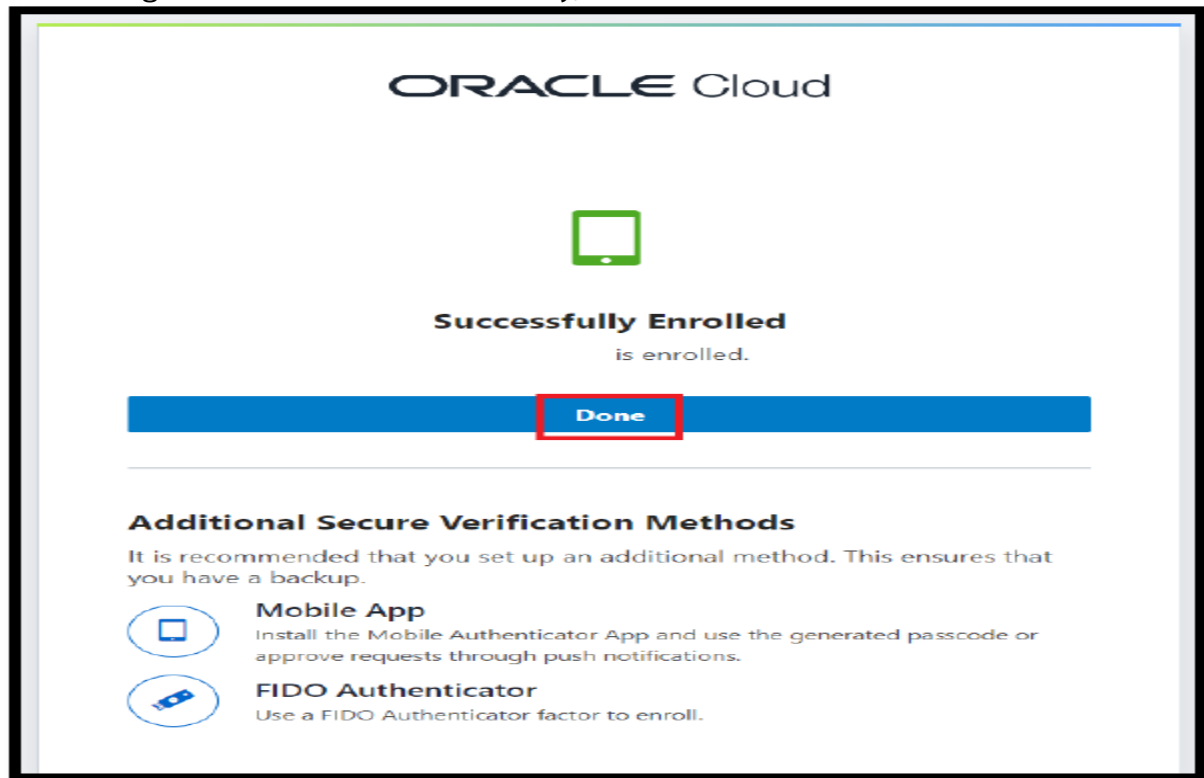 ORACLE Cloud
Successfully Enrolled
is enrolled.
Done
Additional Secure Verification Methods
It is recommended that you set up an additional method. This ensures that
you have a backup.
Mobile App
Install the Mobile Authenticator App and use the generated passcode or
approve requests through push notifications.
FIDO Authenticator
Use a FIDO Authenticator factor to enroll.